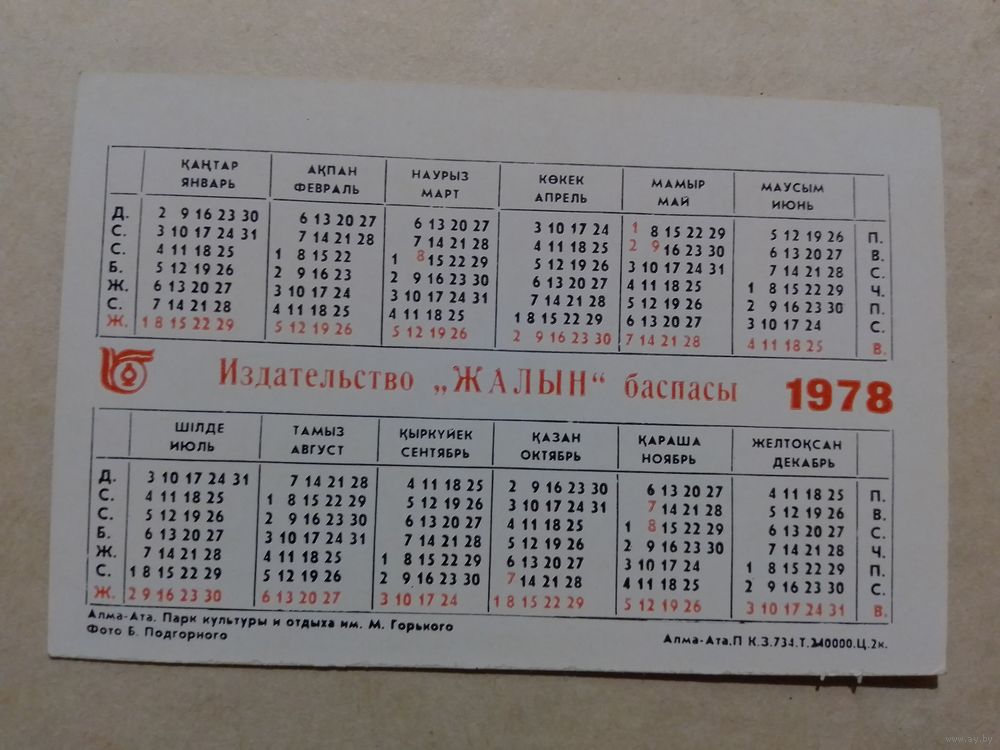 ҚАҢТАР АҚПАН НАУРЫЗ КӨКЕК МАМЫР МАУСЫМ
ЯНВАРЬ ФЕВРАЛЬ МАРТ АПРЕЛЬ МАЙ ИЮНЬ
Д. 2 9 16 23 30 6 13 20 27 6 13 20 27 3 10 17 24 1 8 15 22 29 5 12 19 26 П.
С. 3 10 17 24 31 7 14 21 28 7 14 21 28 4 11 18 25 2 9 16 23 30 6 13 20 27 В.
С. 4 11 18 25 1 8 15 22 1 8 15 22 29 5 12 19 26 3 10 17 24 31 7 14 21 28 С.
Б. 5 12 19 26 2 9 16 23 2 9 16 23 30 6 13 20 27 4 11 18 25 1 8 15 22 29 Ч.
Ж. 6 13 20 27 3 10 17 24 3 10 17 24 31 7 14 21 28 5 12 19 26 2 9 16 23 30 П.
С. 7 14 21 28 4 11 18 25 4 11 18 25 1 8 15 22 29 6 13 20 27 3 10 17 24 С.
Ж. 1 8 15 22 29 5 12 19 26 5 12 19 26 2 9 16 23 30 7 14 21 28 4 11 18 25 В.
Издательство „ЖАЛЫН“ баспасы 1978
ШІЛДЕ ТАМЫЗ ҚЫРКҮЙЕК ҚАЗАН ҚАРАША ЖЕЛТОҚСАН
ИЮЛЬ АВГУСТ СЕНТЯБРЬ ОКТЯБРЬ НОЯБРЬ ДЕКАБРЬ
Д. 3 10 17 24 31 7 14 21 28 4 11 18 25 2 9 16 23 30 6 13 20 27 4 11 18 25 П.
С. 4 11 18 25 1 8 15 22 29 5 12 19 26 3 10 17 24 31 7 14 21 28 5 12 19 26 В.
С. 5 12 19 26 2 9 16 23 30 6 13 20 27 4 11 18 25 1 8 15 22 29 6 13 20 27 С.
Б. 6 13 20 27 3 10 17 24 31 7 14 21 28 5 12 19 26 2 9 16 23 30 7 14 21 28 Ч.
Ж. 7 14 21 28 4 11 18 25 1 8 15 22 29 6 13 20 27 3 10 17 24 1 8 15 22 29 П.
С. 1 8 15 22 29 5 12 19 26 2 9 16 23 30 7 14 21 28 4 11 18 25 2 9 16 23 30 С.
Ж. 2 9 16 23 30 6 13 20 27 3 10 17 24 1 8 15 22 29 5 12 19 26 3 10 17 24 31 В.
Алма-Ата. Парк культуры и отдыха им. М. Горького
Фото Б. Подгорного
Алма-Ата.П К.З.734.Т.240000.Ц.2к.
www.ay.by